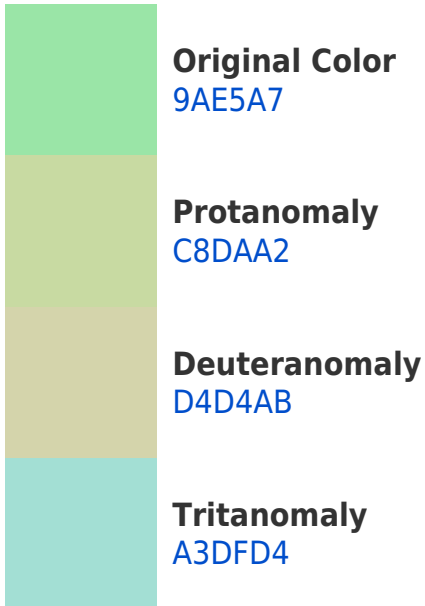 Original Color
9AE5A7
Protanomaly
C8DAA2
Deuteranomaly
D4D4AB
Tritanomaly
A3DFD4